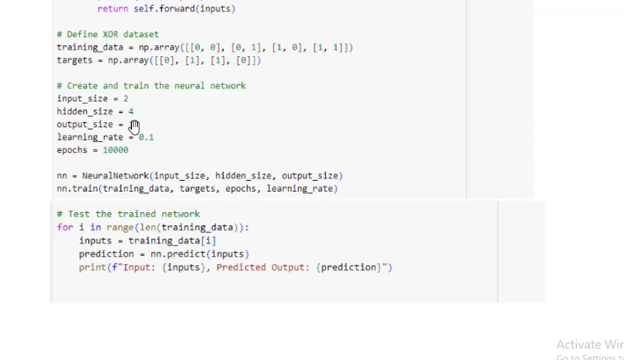 return self.forward(inputs)
# Define XOR dataset
training_data = np.array([[0, 0], [0, 1], [1, 0], [1, 1]])
targets = np.array([[0], [1], [1], [0]])
# Create and train the neural network
input_size = 2
hidden_size = 4
output_size =
learning_rate = 0.1
epochs = 10000
nn = NeuralNetwork(input_size, hidden_size, output_size)
nn.train(training_data, targets, epochs, learning_rate)
# Test the trained network
for i in range(len(training_data)):
inputs = training_data[i]
prediction = nn.predict(inputs)
print(f"Input: {inputs}, Predicted Output: {prediction}")
Activate Win
Go to Settings to